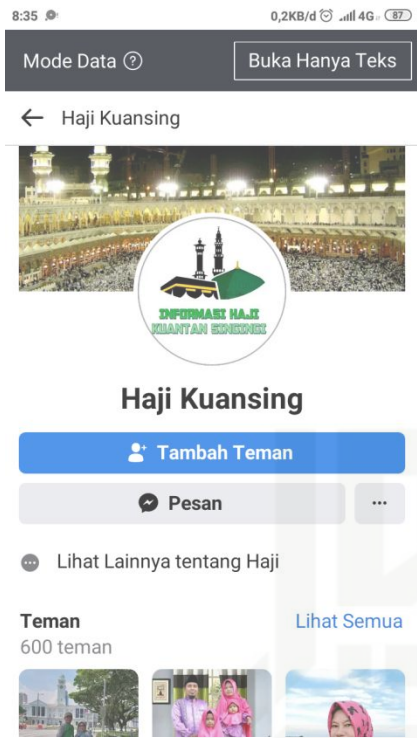 8:35
0,2KB/d 4G 87
Mode Data ?
Buka Hanya Teks
Haji Kuansing
INFORMASI HAJI
KUANTAN SINGINGI
Haji Kuansing
Tambah Teman
Pesan
Lihat Lainnya tentang Haji
Teman
Lihat Semua
600 teman